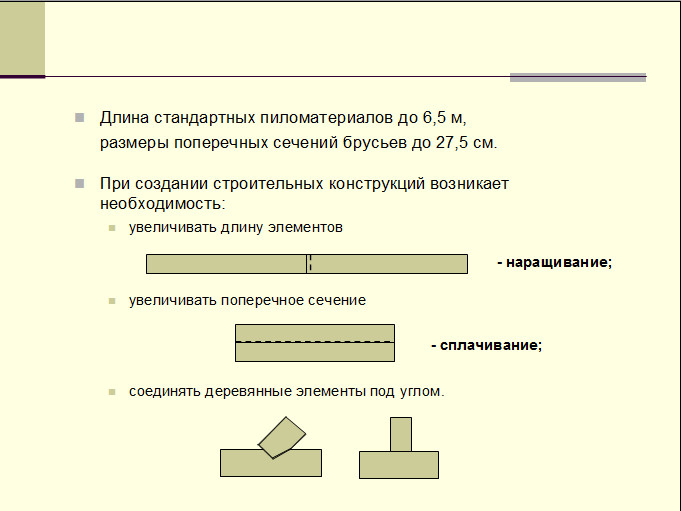 Длина стандартных пиломатериалов до 6,5 м,
размеры поперечных сечений брусьев до 27,5 см.
При создании строительных конструкций возникает
необходимость:
увеличивать длину элементов
- наращивание;
увеличивать поперечное сечение
- сплачивание;
соединять деревянные элементы под углом.